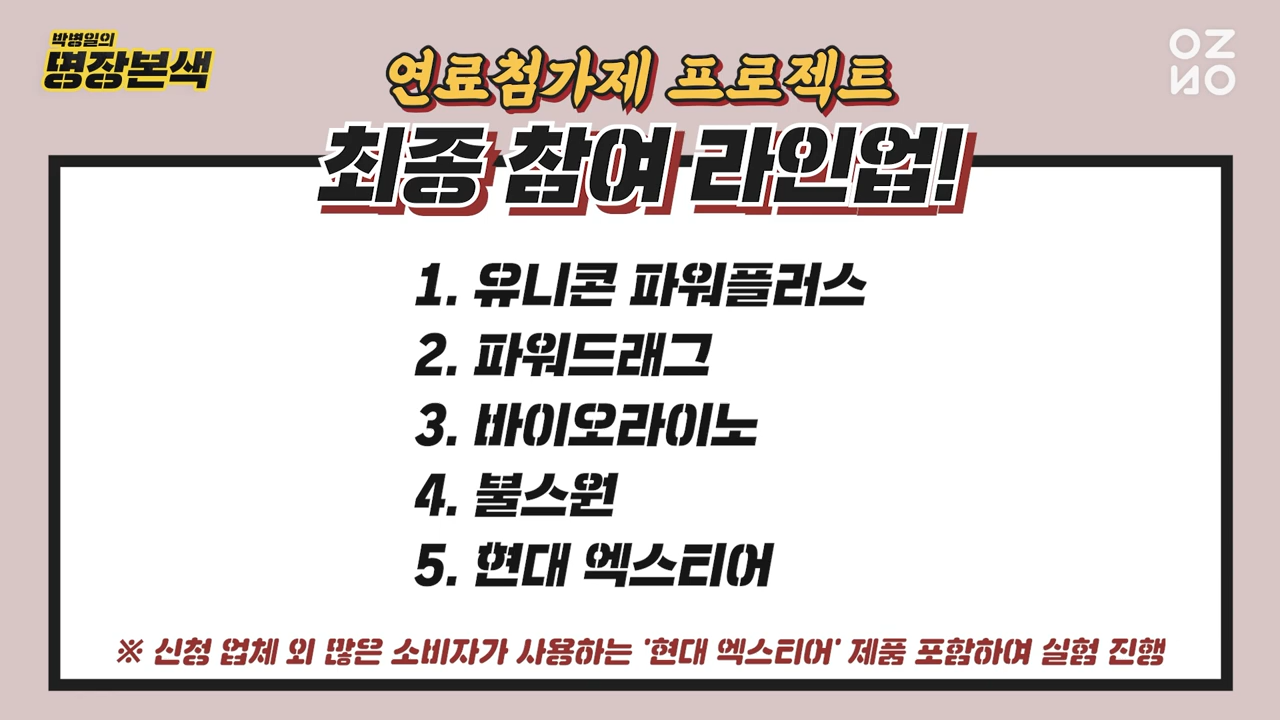 박병일의
명장본색
OZ
NO
연료첨가제 프로젝트
최종 참여 라인업!
1. 유니콘 파워플러스
2. 파워드래그
3. 바이오라이노
4. 불스원
5. 현대 엑스티어
※ 신청 업체 외 많은 소비자가 사용하는 '현대 엑스티어' 제품 포함하여 실험 진행